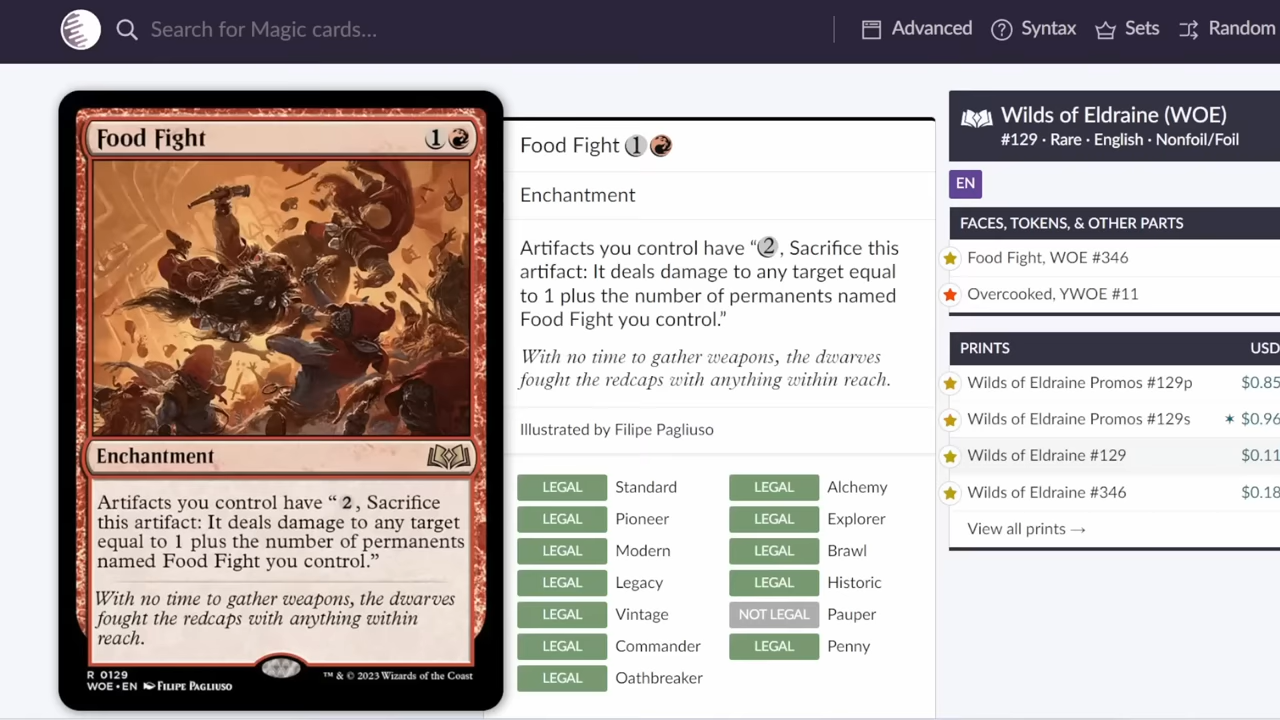 Search for Magic cards...
Advanced
Syntax
Sets
Random
Food Fight 1
Enchantment
Artifacts you control have “ 2 , Sacrifice
this artifact: It deals damage to any target
equal to 1 plus the number of permanents
named Food Fight you control.”
With no time to gather weapons, the dwarves
fought the redcaps with anything within
reach.
R 0129
WOE • EN FILIPE PAGLIUSO
™ & © 2023 Wizards of the Coast
Food Fight 1
Enchantment
Artifacts you control have “2, Sacrifice this
artifact: It deals damage to any target equal
to 1 plus the number of permanents named
Food Fight you control.”
With no time to gather weapons, the dwarves
fought the redcaps with anything within reach.
Illustrated by Filipe Pagliuso
LEGAL Standard LEGAL Alchemy
LEGAL Pioneer LEGAL Explorer
LEGAL Modern LEGAL Brawl
LEGAL Legacy LEGAL Historic
LEGAL Vintage NOT LEGAL Pauper
LEGAL Commander LEGAL Penny
LEGAL Oathbreaker
Wilds of Eldraine (WOE)
#129 · Rare · English · Nonfoil/Foil
EN
FACES, TOKENS, & OTHER PARTS
Food Fight, WOE #346
Overcooked, YWOE #11
PRINTS USD
Wilds of Eldraine Promos #129p $0.85
Wilds of Eldraine Promos #129s ✶ $0.96
Wilds of Eldraine #129 $0.11
Wilds of Eldraine #346 $0.18
View all prints →